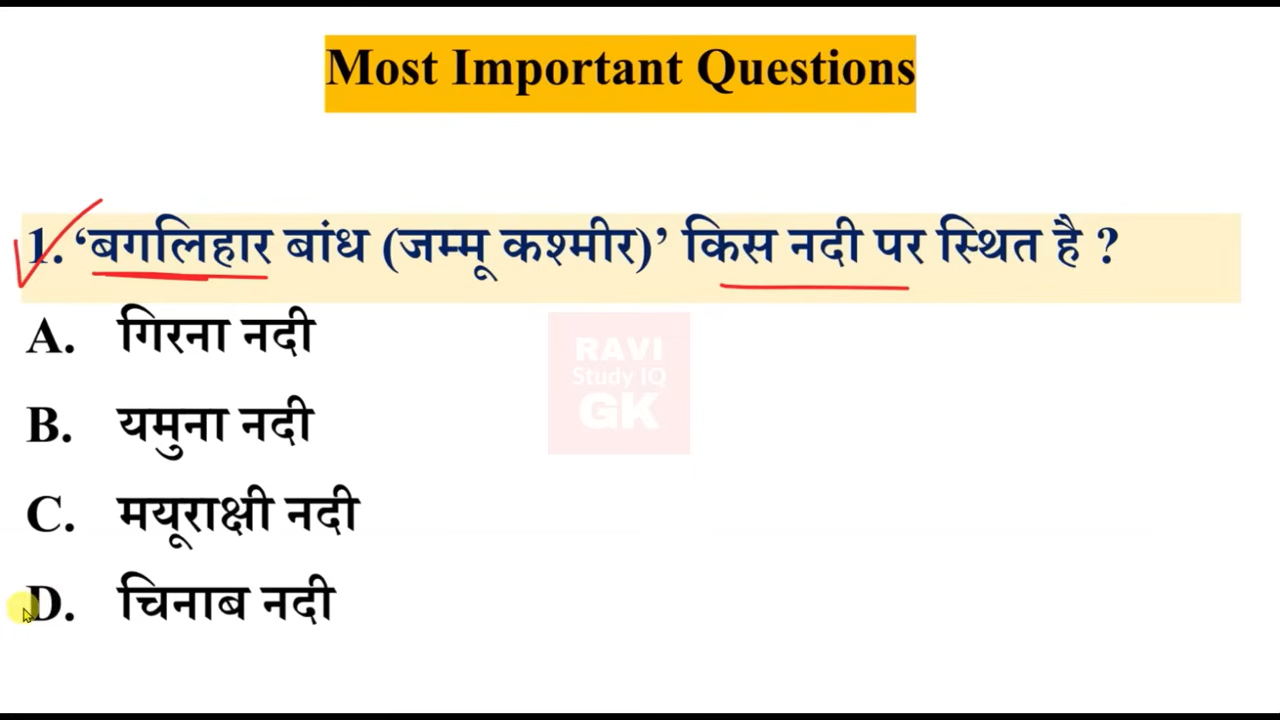 Most Important Questions
1. ‘बगलिहार बांध (जम्मू कश्मीर)’ किस नदी पर स्थित है ?
A. गिरना नदी
B. यमुना नदी
C. मयूराक्षी नदी
D. चिनाब नदी
RAVI
Study IQ
GK